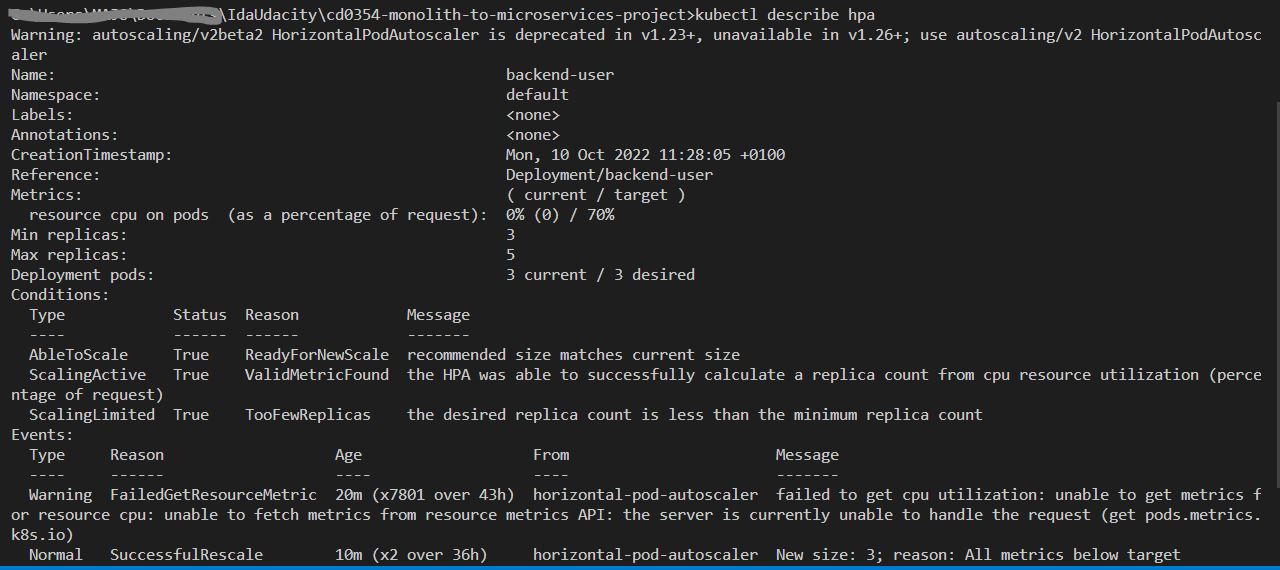 \IdaUdacity\cd0354-monolith-to-microservices-project>kubectl describe hpa
Warning: autoscaling/v2beta2 HorizontalPodAutoscaler is deprecated in v1.23+, unavailable in v1.26+; use autoscaling/v2 HorizontalPodAutosc
aler
Name: backend-user
Namespace: default
Labels: <none>
Annotations: <none>
CreationTimestamp: Mon, 10 Oct 2022 11:28:05 +0100
Reference: Deployment/backend-user
Metrics: ( current / target )
resource cpu on pods (as a percentage of request): 0% (0) / 70%
Min replicas: 3
Max replicas: 5
Deployment pods: 3 current / 3 desired
Conditions:
Type Status Reason Message
---- ------ ------ -------
AbleToScale True ReadyForNewScale recommended size matches current size
ScalingActive True ValidMetricFound the HPA was able to successfully calculate a replica count from cpu resource utilization (perce
ntage of request)
ScalingLimited True TooFewReplicas the desired replica count is less than the minimum replica count
Events:
Type Reason Age From Message
---- ------ ---- ---- -------
Warning FailedGetResourceMetric 20m (x7801 over 43h) horizontal-pod-autoscaler failed to get cpu utilization: unable to get metrics f
or resource cpu: unable to fetch metrics from resource metrics API: the server is currently unable to handle the request (get pods.metrics.
k8s.io)
Normal SuccessfulRescale 10m (x2 over 36h) horizontal-pod-autoscaler New size: 3; reason: All metrics below target